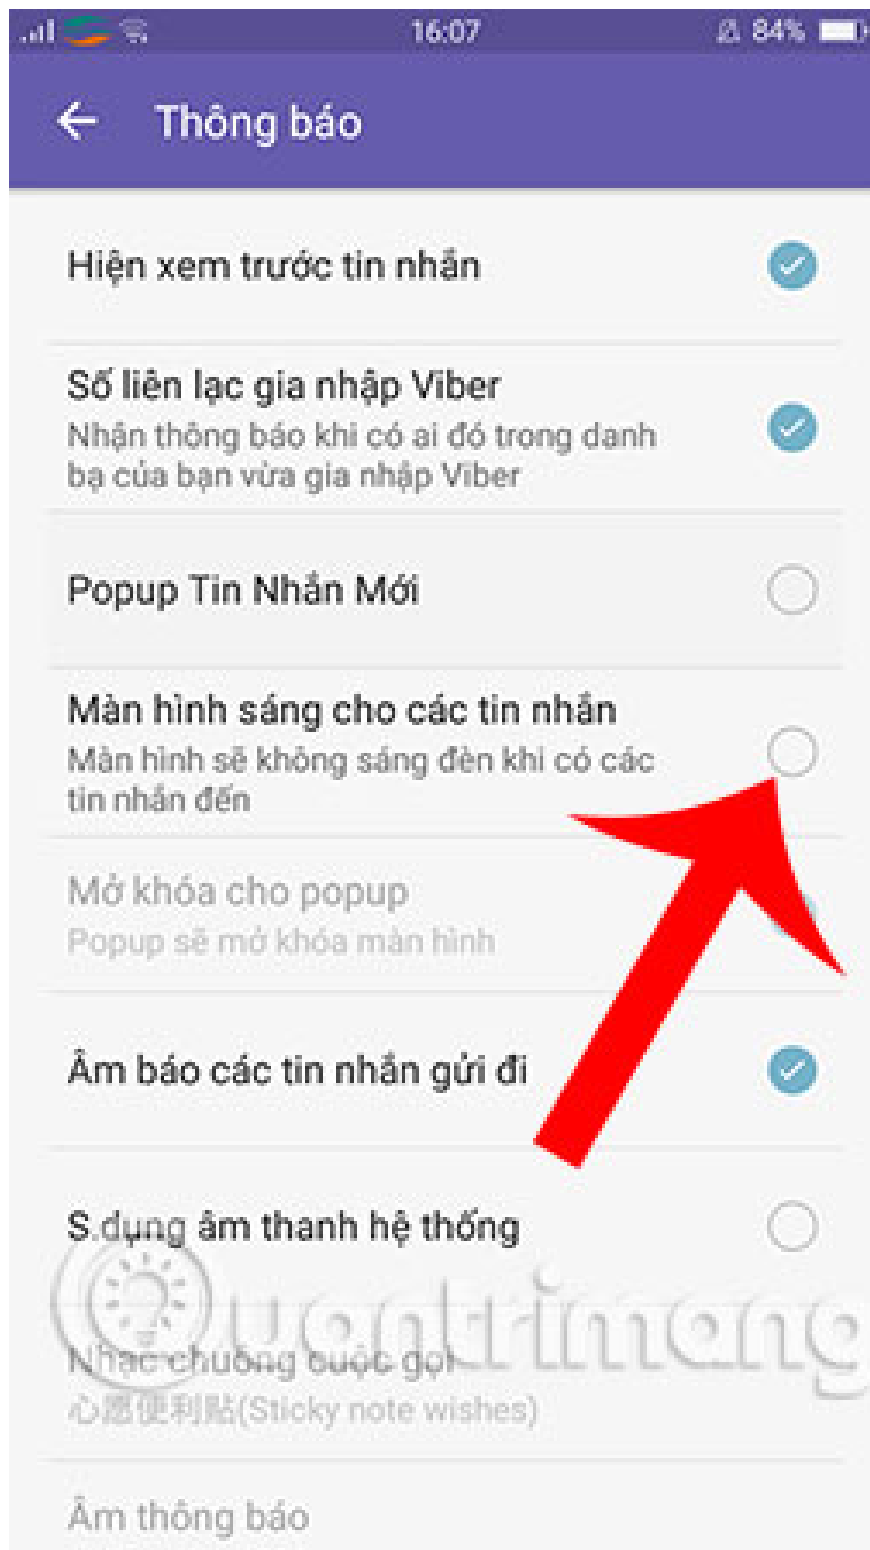 16:07
84%
Thông báo
Hiện xem trước tin nhắn
Số liên lạc gia nhập Viber
Nhận thông báo khi có ai đó trong danh
bạ của bạn vừa gia nhập Viber
Popup Tin Nhắn Mới
Màn hình sáng cho các tin nhắn
Màn hình sẽ không sáng đèn khi có các
tin nhắn đến
Mở khóa cho popup
Popup sẽ mở khóa màn hình
Âm báo các tin nhắn gửi đi
S.dụng âm thanh hệ thống
Quantrimang
Nhạc chuông cuộc gọi
心愿便利貼(Sticky note wishes)
Âm thông báo